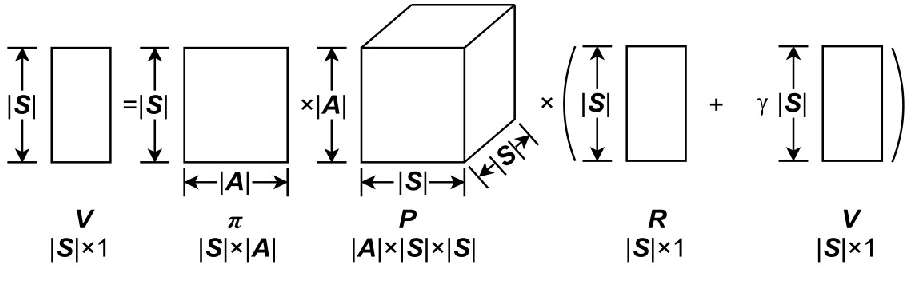 |S| = |S| × |A| × ( |S| + γ |S| )
|A| |S| |S|
V π P R V
|S|×1 |S|×|A| |A|×|S|×|S| |S|×1 |S|×1